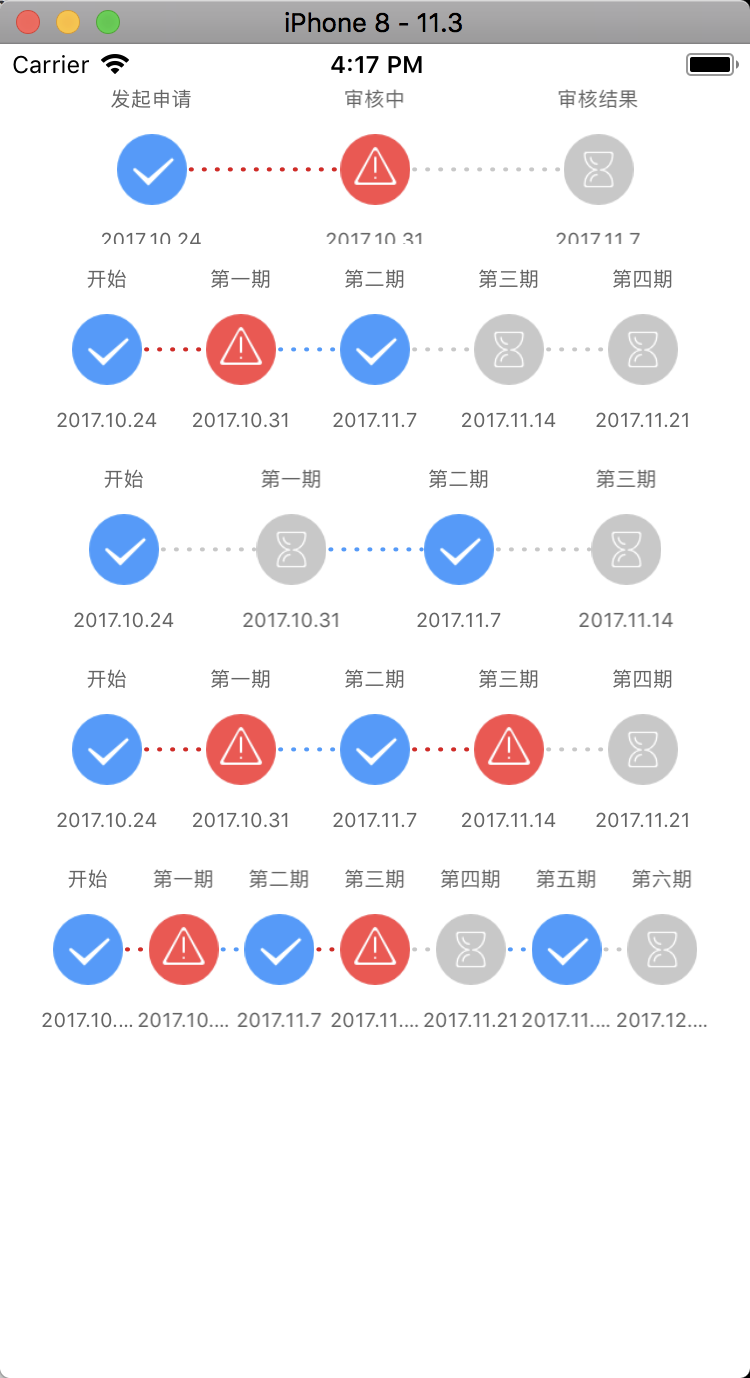 iPhone 8 - 11.3
Carrier 4:17 PM
发起申请 审核中 审核结果
2017.10.24 2017.10.31 2017.11.7
开始 第一期 第二期 第三期 第四期
2017.10.24 2017.10.31 2017.11.7 2017.11.14 2017.11.21
开始 第一期 第二期 第三期
2017.10.24 2017.10.31 2017.11.7 2017.11.14
开始 第一期 第二期 第三期 第四期
2017.10.24 2017.10.31 2017.11.7 2017.11.14 2017.11.21
开始 第一期 第二期 第三期 第四期 第五期 第六期
2017.10.... 2017.10.... 2017.11.7 2017.11.... 2017.11.21 2017.11.... 2017.12....